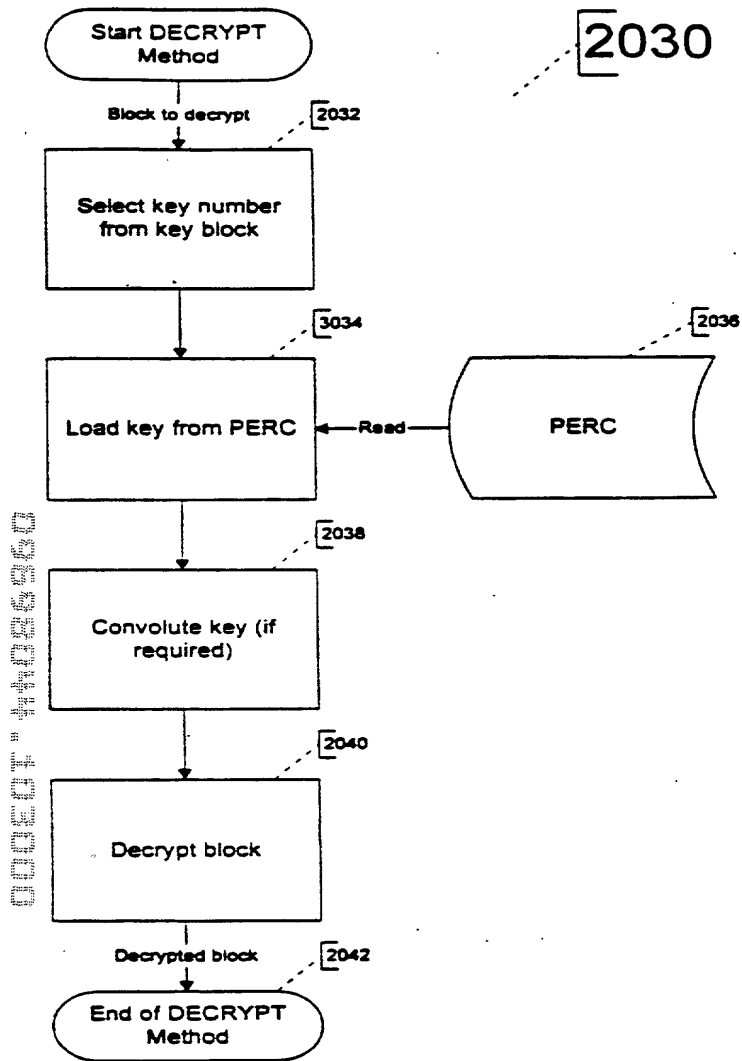 Start DECRYPT
Method
2030
Block to decrypt
2032
Select key number
from key block
3034
2036
Load key from PERC
Read
PERC
2038
Convolute key (if
required)
2040
Decrypt block
Decrypted block
2042
End of DECRYPT
Method